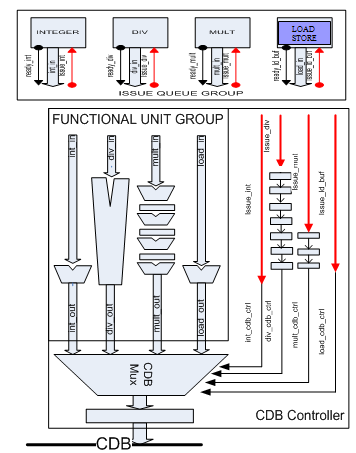 INTEGER
DIV
MULT
LOAD
STORE
ready_int
int_in
issue_int
ready_div
div_in
issue_div
ready_mult
mult_in
issue_mult
ready_ld_buf
load_in
issue_ld_buf
ISSUE QUEUE GROUP
FUNCTIONAL UNIT GROUP
int_in
div_in
mult_in
load_in
Issue_int
Issue_div
Issue_mult
Issue_ld_buf
int_out
div_out
mult_out
load_out
int_cdb_ctrl
div_cdb_ctrl
mult_cdb_ctrl
load_cdb_ctrl
CDB
Mux
CDB Controller
CDB